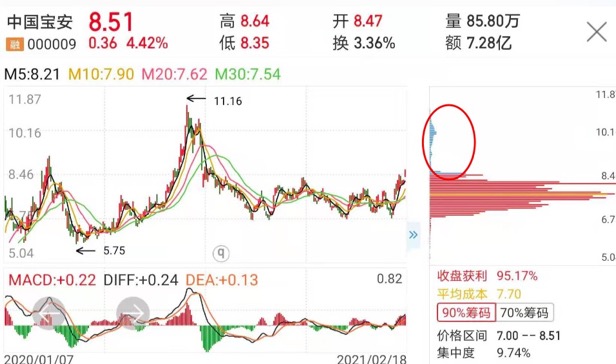 中国宝安 8.51 高 8.64 开 8.47 量 85.80万
融 000009 0.36 4.42% 低 8.35 换 3.36% 额 7.28亿
M5:8.21 M10:7.90 M20:7.62 M30:7.54
11.87
11.16
10.16
8.46
5.75
5.04
q
MACD:+0.22 DIFF:+0.24 DEA:+0.13 0.82
2020/01/07 2021/02/18
11.8
10.1
8.4
6.7
5.0
收盘获利 95.17%
平均成本 7.70
90%筹码 70%筹码
价格区间 7.00 -- 8.51
集中度 9.74%